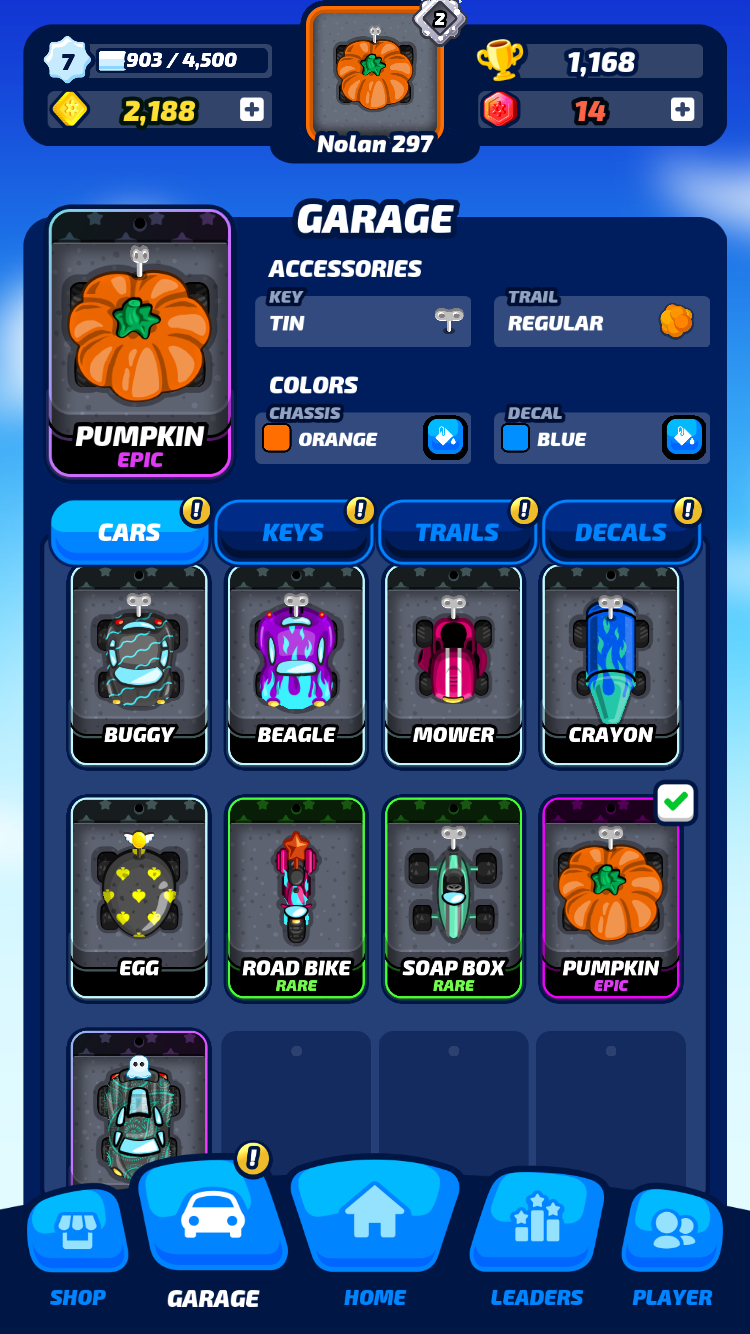 2
7
903 / 4,500
1,168
2,188
14
Nolan 297
GARAGE
ACCESSORIES
KEY
TIN
TRAIL
REGULAR
COLORS
CHASSIS
ORANGE
DECAL
BLUE
PUMPKIN
EPIC
CARS
!
KEYS
!
TRAILS
!
DECALS
!
BUGGY
BEAGLE
MOWER
CRAYON
EGG
ROAD BIKE
RARE
SOAP BOX
RARE
PUMPKIN
EPIC
!
SHOP
GARAGE
HOME
LEADERS
PLAYER